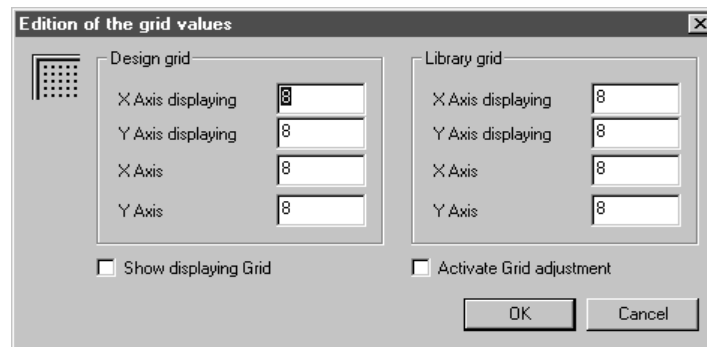 Edition of the grid values
Design grid
X Axis displaying 8
Y Axis displaying 8
X Axis 8
Y Axis 8
Library grid
X Axis displaying 8
Y Axis displaying 8
X Axis 8
Y Axis 8
Show displaying Grid
Activate Grid adjustment
OK
Cancel